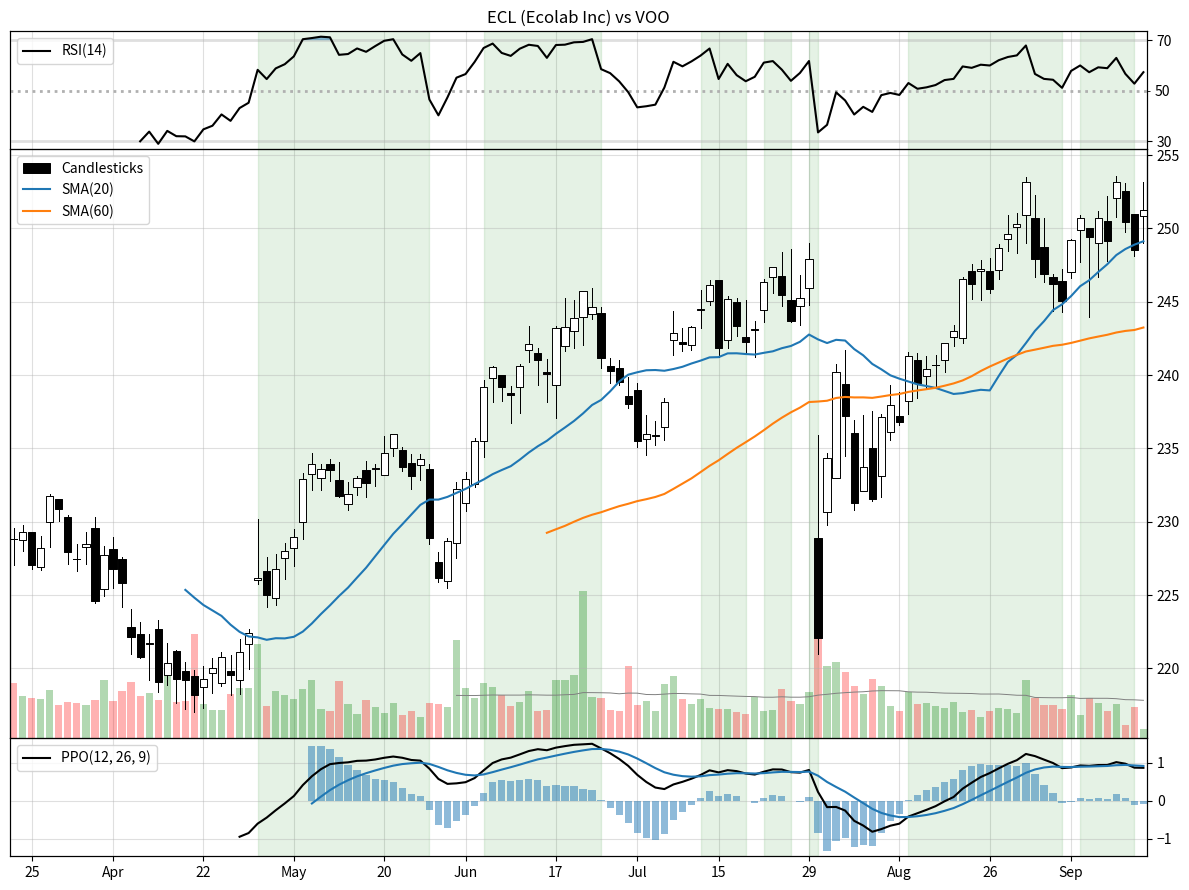 ECL (Ecolab Inc) vs VOO
RSI(14)
70
50
30
Candlesticks
SMA(20)
SMA(60)
255
250
245
240
235
230
225
220
PPO(12, 26, 9)
1
0
−1
25 Apr 22 May 20 Jun 17 Jul 15 29 Aug 26 Sep